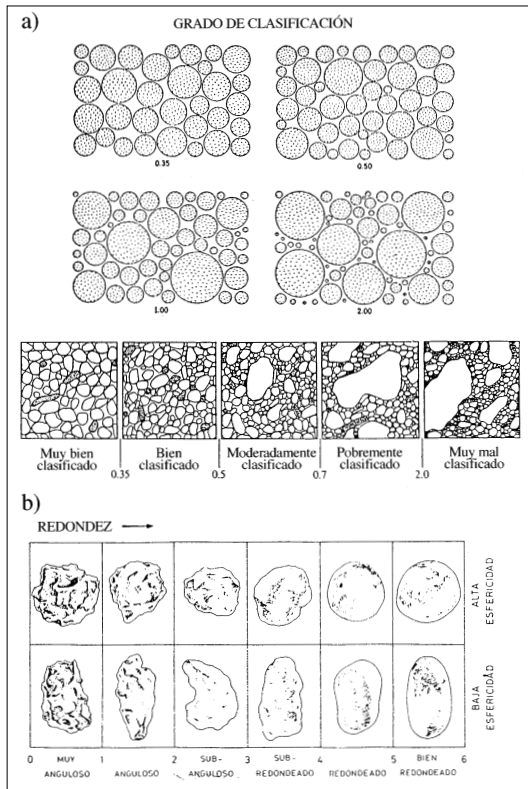 a)
GRADO DE CLASIFICACIÓN
0.35
0.50
1.00
2.00
Muy bien
clasificado
Bien
clasificado
Moderadamente
clasificado
Pobremente
clasificado
Muy mal
clasificado
0.35
0.5
0.7
2.0
b)
REDONDEZ
ALTA
ESFERICIDAD
BAJA
ESFERICIDAD
0 1 2 3 4 5 6
MUY
ANGULOSO
ANGULOSO
SUB-
ANGULOSO
SUB-
REDONDEADO
REDONDEADO
BIEN
REDONDEADO